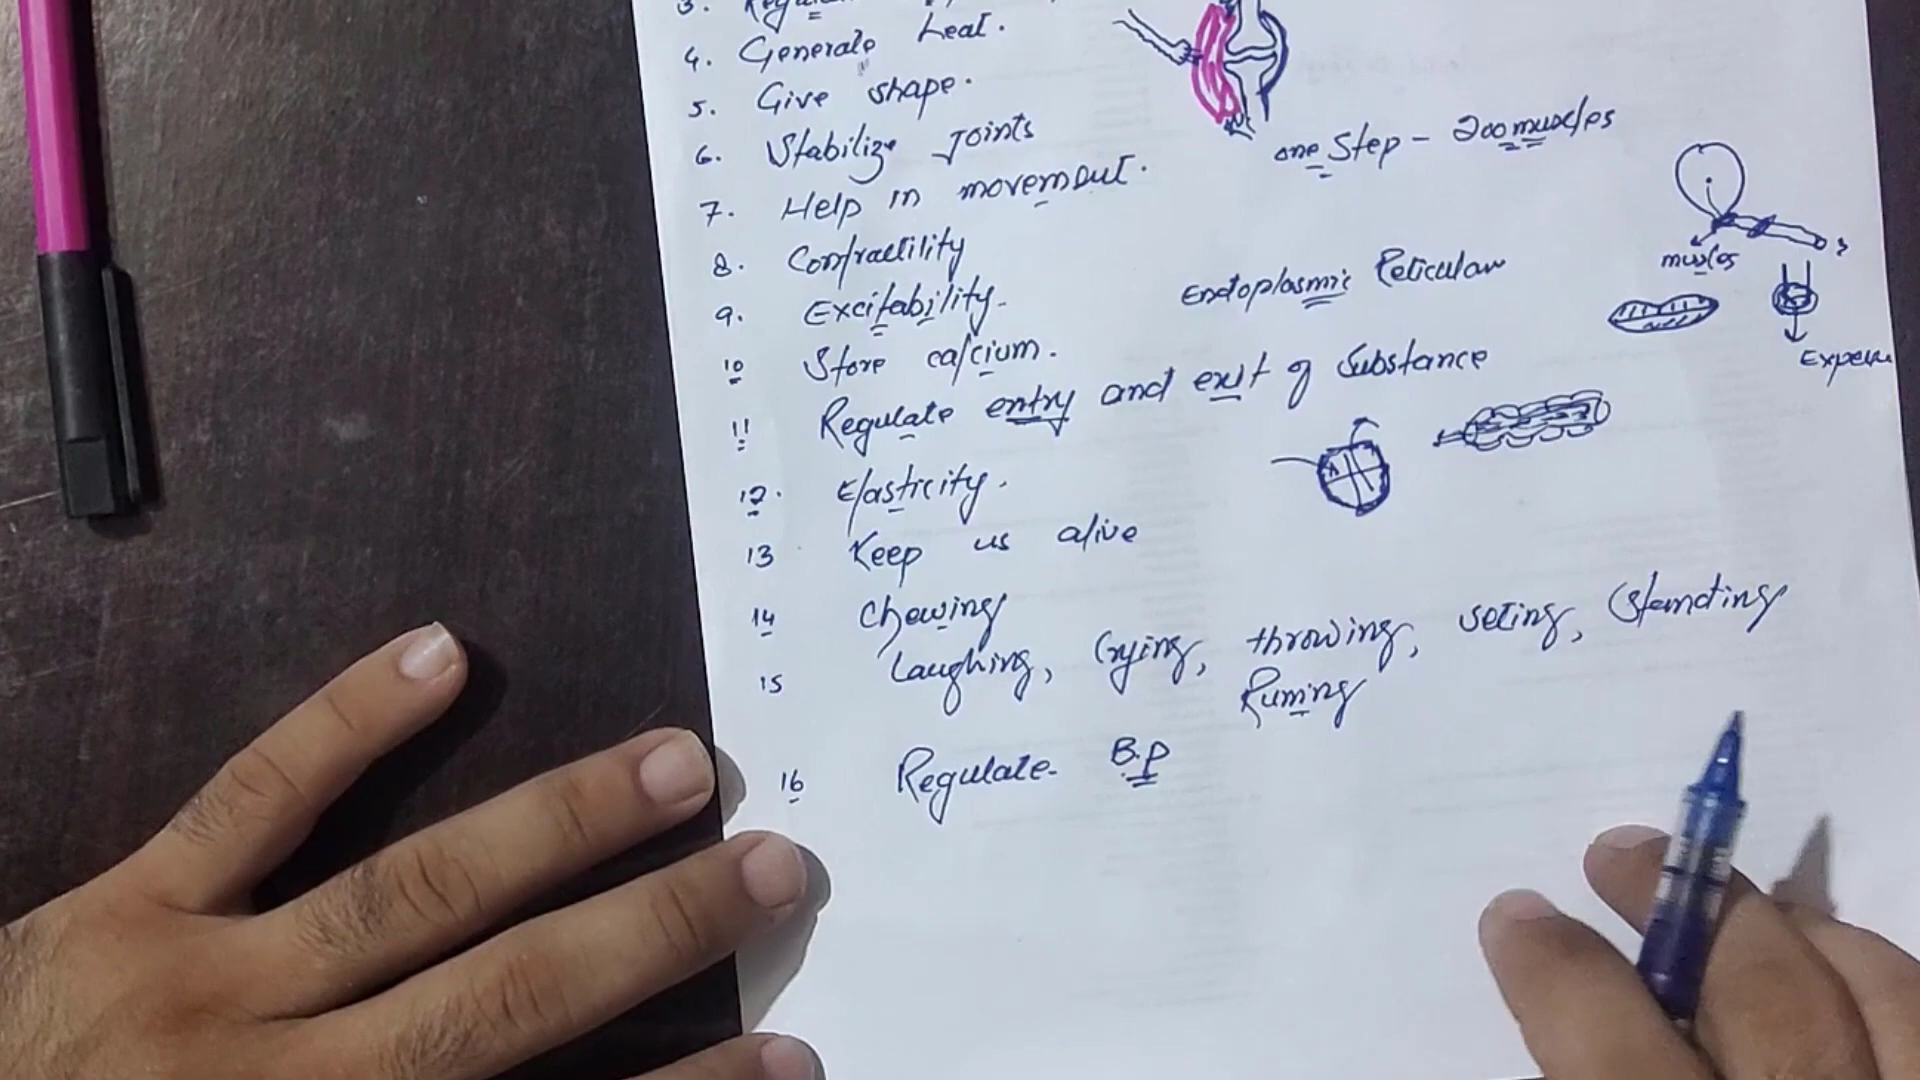 3.
4. Generate heat.
5. Give shape.
6. Stabilize Joints
one Step - 200 muscles
7. Help in movement.
muscles
8. Contractility
Endoplasmic Reticulam
9. Excitability.
10 Store calcium.
11 Regulate entry and exit of substance
12. Elasticity.
13 Keep us alive
14 Chewing
15 Laughing, Crying, throwing, seting, standing
Running
16 Regulate B.P